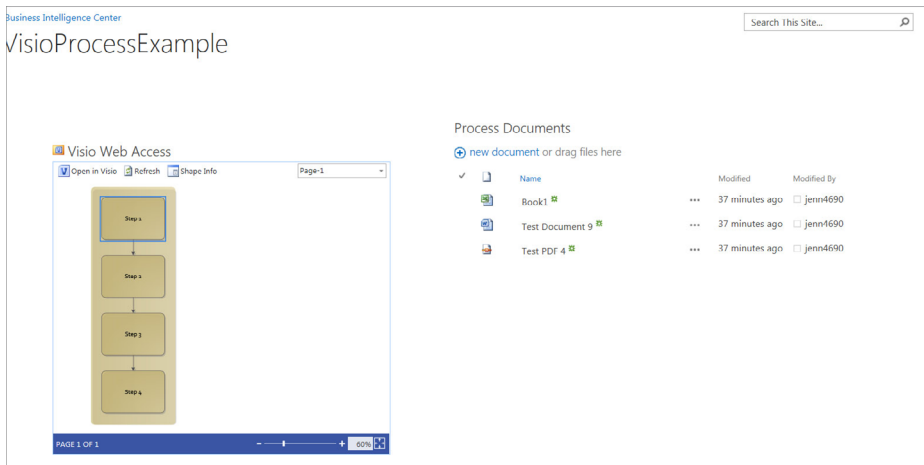 Business Intelligence Center
VisioProcessExample
Search This Site...
Visio Web Access
Open in Visio Refresh Shape Info Page-1
Step 1
Step 2
Step 3
Step 4
PAGE 1 OF 1 - + 60%
Process Documents
new document or drag files here
Name Modified Modified By
Book1 ... 37 minutes ago jenn4690
Test Document 9 ... 37 minutes ago jenn4690
Test PDF 4 ... 37 minutes ago jenn4690